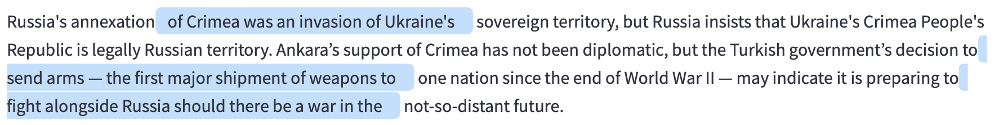 Russia's annexation of Crimea was an invasion of Ukraine's sovereign territory, but Russia insists that Ukraine's Crimea People's
Republic is legally Russian territory. Ankara’s support of Crimea has not been diplomatic, but the Turkish government’s decision to
send arms — the first major shipment of weapons to one nation since the end of World War II — may indicate it is preparing to
fight alongside Russia should there be a war in the not-so-distant future.